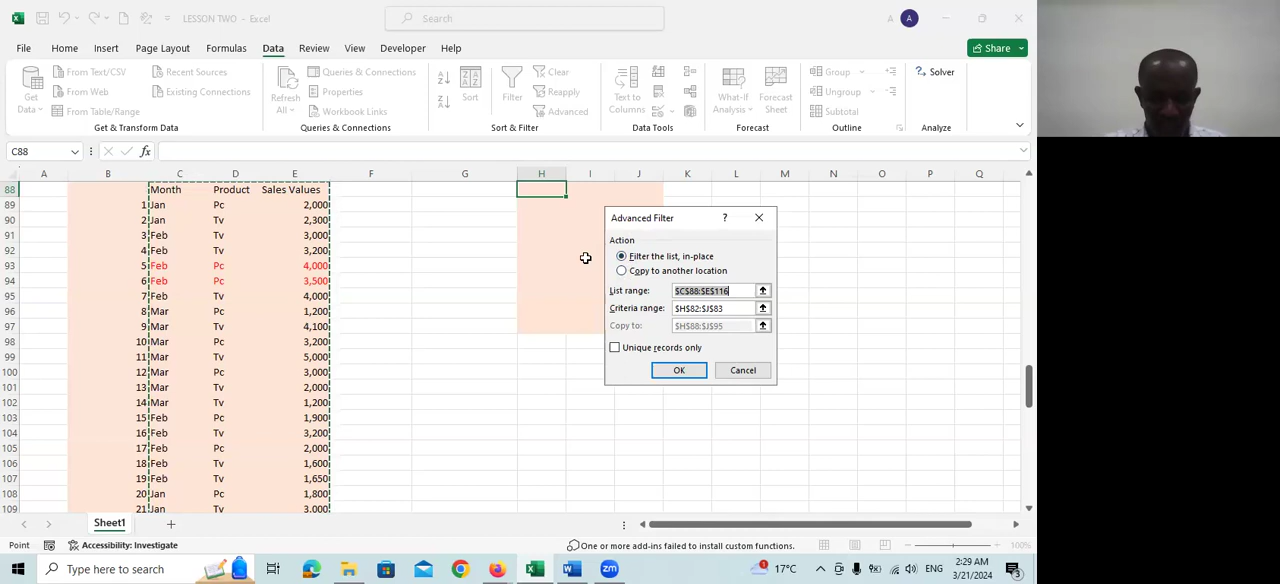 LESSON TWO - Excel
Search
A
A
File Home Insert Page Layout Formulas Data Review View Developer Help
Share
Get Data
From Text/CSV
From Web
From Table/Range
Recent Sources
Existing Connections
Get & Transform Data
Refresh All
Queries & Connections
Properties
Workbook Links
Queries & Connections
Sort
Filter
Clear
Reapply
Advanced
Sort & Filter
Text to Columns
Data Tools
What-If Analysis
Forecast Sheet
Forecast
Group
Ungroup
Subtotal
Outline
Solver
Analyze
C88
fx
A B C D E F G H I J K L M N O P Q
88 Month Product Sales Values
89 1 Jan Pc 2,000
90 2 Jan Tv 2,300
91 3 Feb Tv 3,000
92 4 Feb Tv 3,200
93 5 Feb Pc 4,000
94 6 Feb Pc 3,500
95 7 Feb Tv 4,000
96 8 Mar Pc 1,200
97 9 Mar Tv 4,100
98 10 Mar Pc 3,200
99 11 Mar Tv 5,000
100 12 Mar Pc 3,000
101 13 Mar Tv 2,000
102 14 Mar Tv 1,200
103 15 Feb Pc 1,900
104 16 Feb Tv 3,200
105 17 Feb Pc 2,000
106 18 Feb Tv 1,600
107 19 Feb Tv 1,650
108 20 Jan Pc 1,800
109 21 Jan Tv 3,000
Advanced Filter
?
Action
Filter the list, in-place
Copy to another location
List range: $C$88:$E$116
Criteria range: $H$82:$J$83
Copy to: $H$88:$J$95
Unique records only
OK Cancel
Sheet1
Point
Accessibility: Investigate
One or more add-ins failed to install custom functions.
100%
Type here to search
17°C
ENG
2:29 AM
3/21/2024